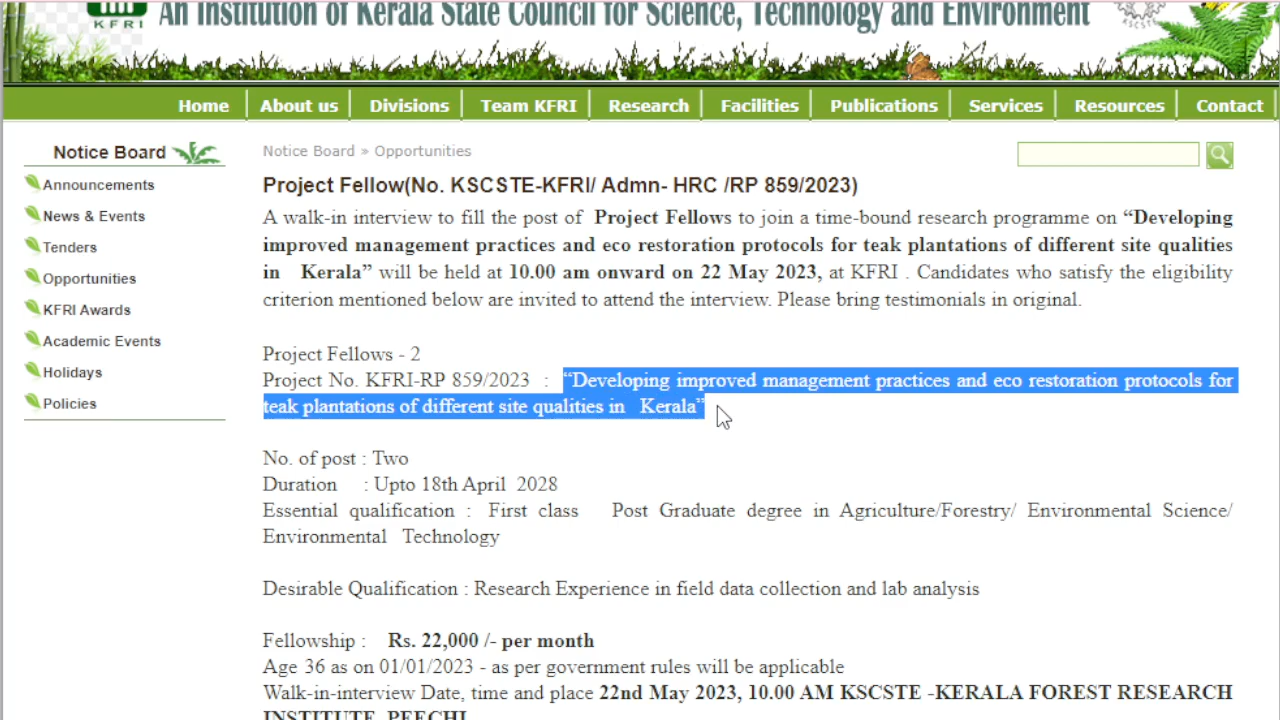 KFRI
An Institution of Kerala State Council for Science, Technology and Environment
Home
About us
Divisions
Team KFRI
Research
Facilities
Publications
Services
Resources
Contact
Notice Board
Announcements
News & Events
Tenders
Opportunities
KFRI Awards
Academic Events
Holidays
Policies
Notice Board » Opportunities
Project Fellow(No. KSCSTE-KFRI/ Admn- HRC /RP 859/2023)
A walk-in interview to fill the post of Project Fellows to join a time-bound research programme on “Developing
improved management practices and eco restoration protocols for teak plantations of different site qualities
in Kerala” will be held at 10.00 am onward on 22 May 2023, at KFRI . Candidates who satisfy the eligibility
criterion mentioned below are invited to attend the interview. Please bring testimonials in original.
Project Fellows - 2
Project No. KFRI-RP 859/2023 : “Developing improved management practices and eco restoration protocols for
teak plantations of different site qualities in Kerala”
No. of post : Two
Duration : Upto 18th April 2028
Essential qualification : First class Post Graduate degree in Agriculture/Forestry/ Environmental Science/
Environmental Technology
Desirable Qualification : Research Experience in field data collection and lab analysis
Fellowship : Rs. 22,000 /- per month
Age 36 as on 01/01/2023 - as per government rules will be applicable
Walk-in-interview Date, time and place 22nd May 2023, 10.00 AM KSCSTE -KERALA FOREST RESEARCH
INSTITUTE, PEECHI